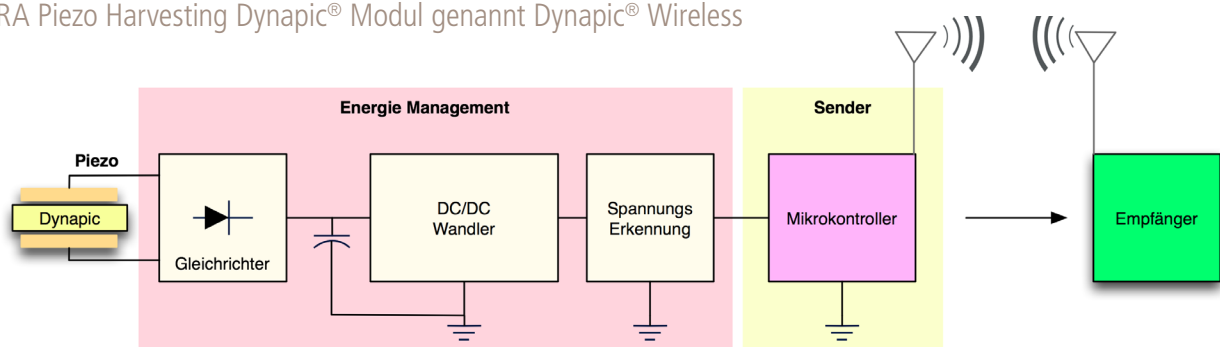 RA Piezo Harvesting Dynapic® Modul genannt Dynapic® Wireless
Energie Management
Sender
Piezo
Dynapic
Gleichrichter
DC/DC
Wandler
Spannungs
Erkennung
Mikrokontroller
Empfänger